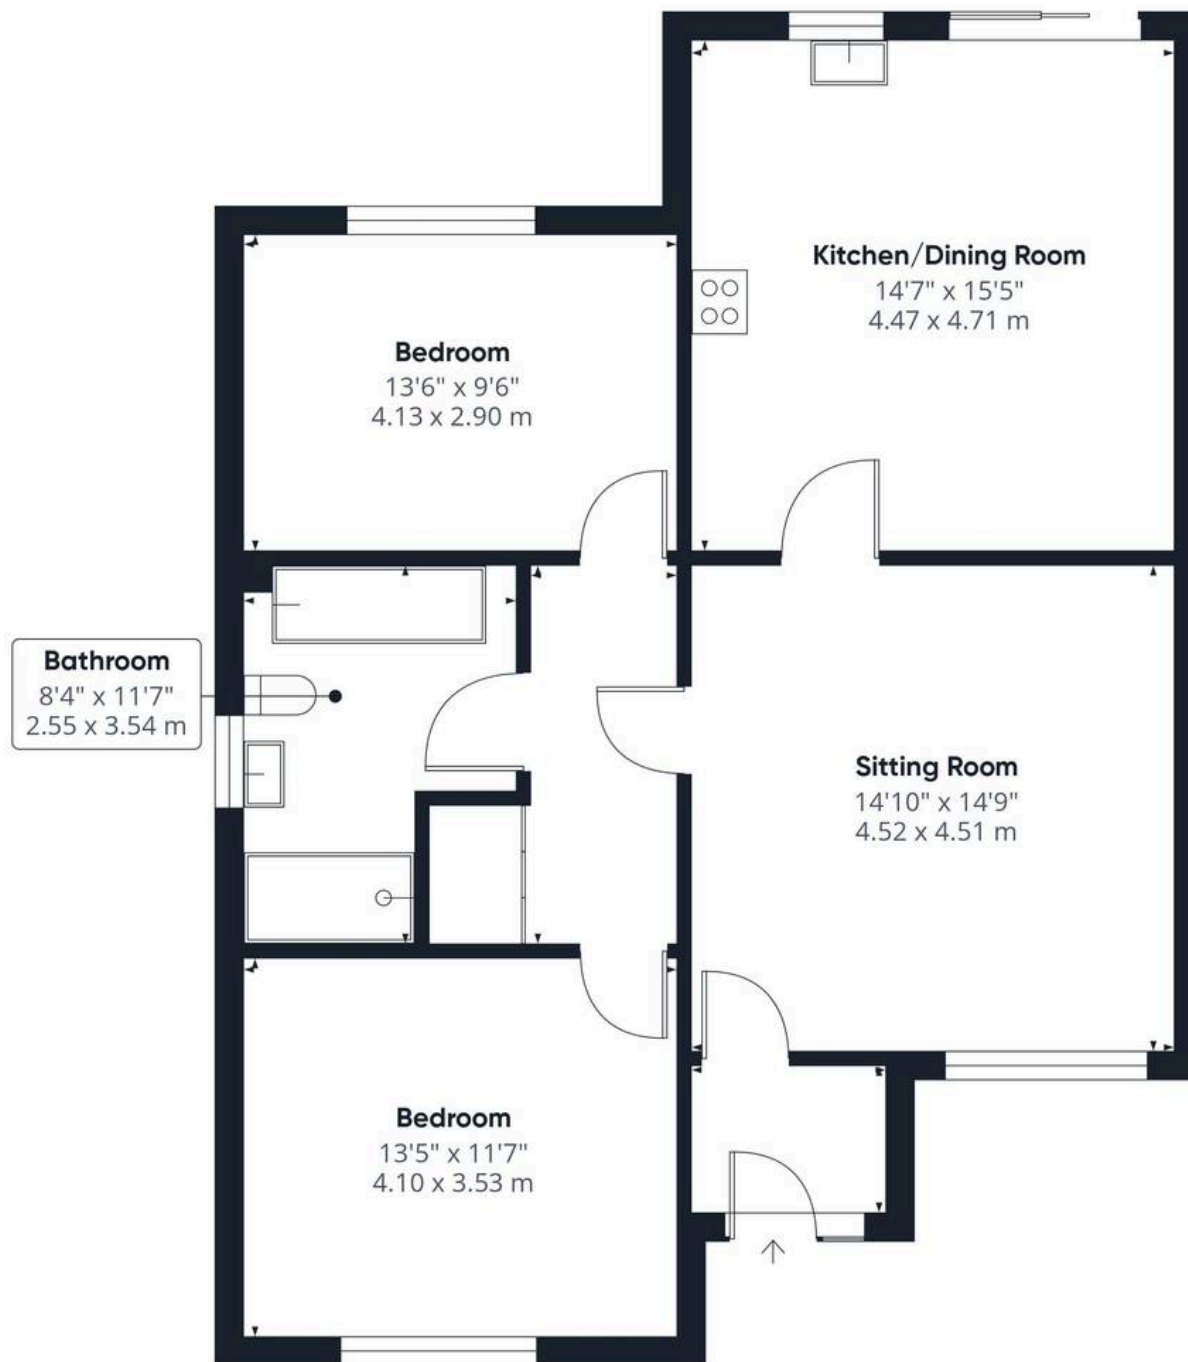 Kitchen/Dining Room
14'7" x 15'5"
4.47 x 4.71 m
Bedroom
13'6" x 9'6"
4.13 x 2.90 m
Bathroom
8'4" x 11'7"
2.55 x 3.54 m
Sitting Room
14'10" x 14'9"
4.52 x 4.51 m
Bedroom
13'5" x 11'7"
4.10 x 3.53 m